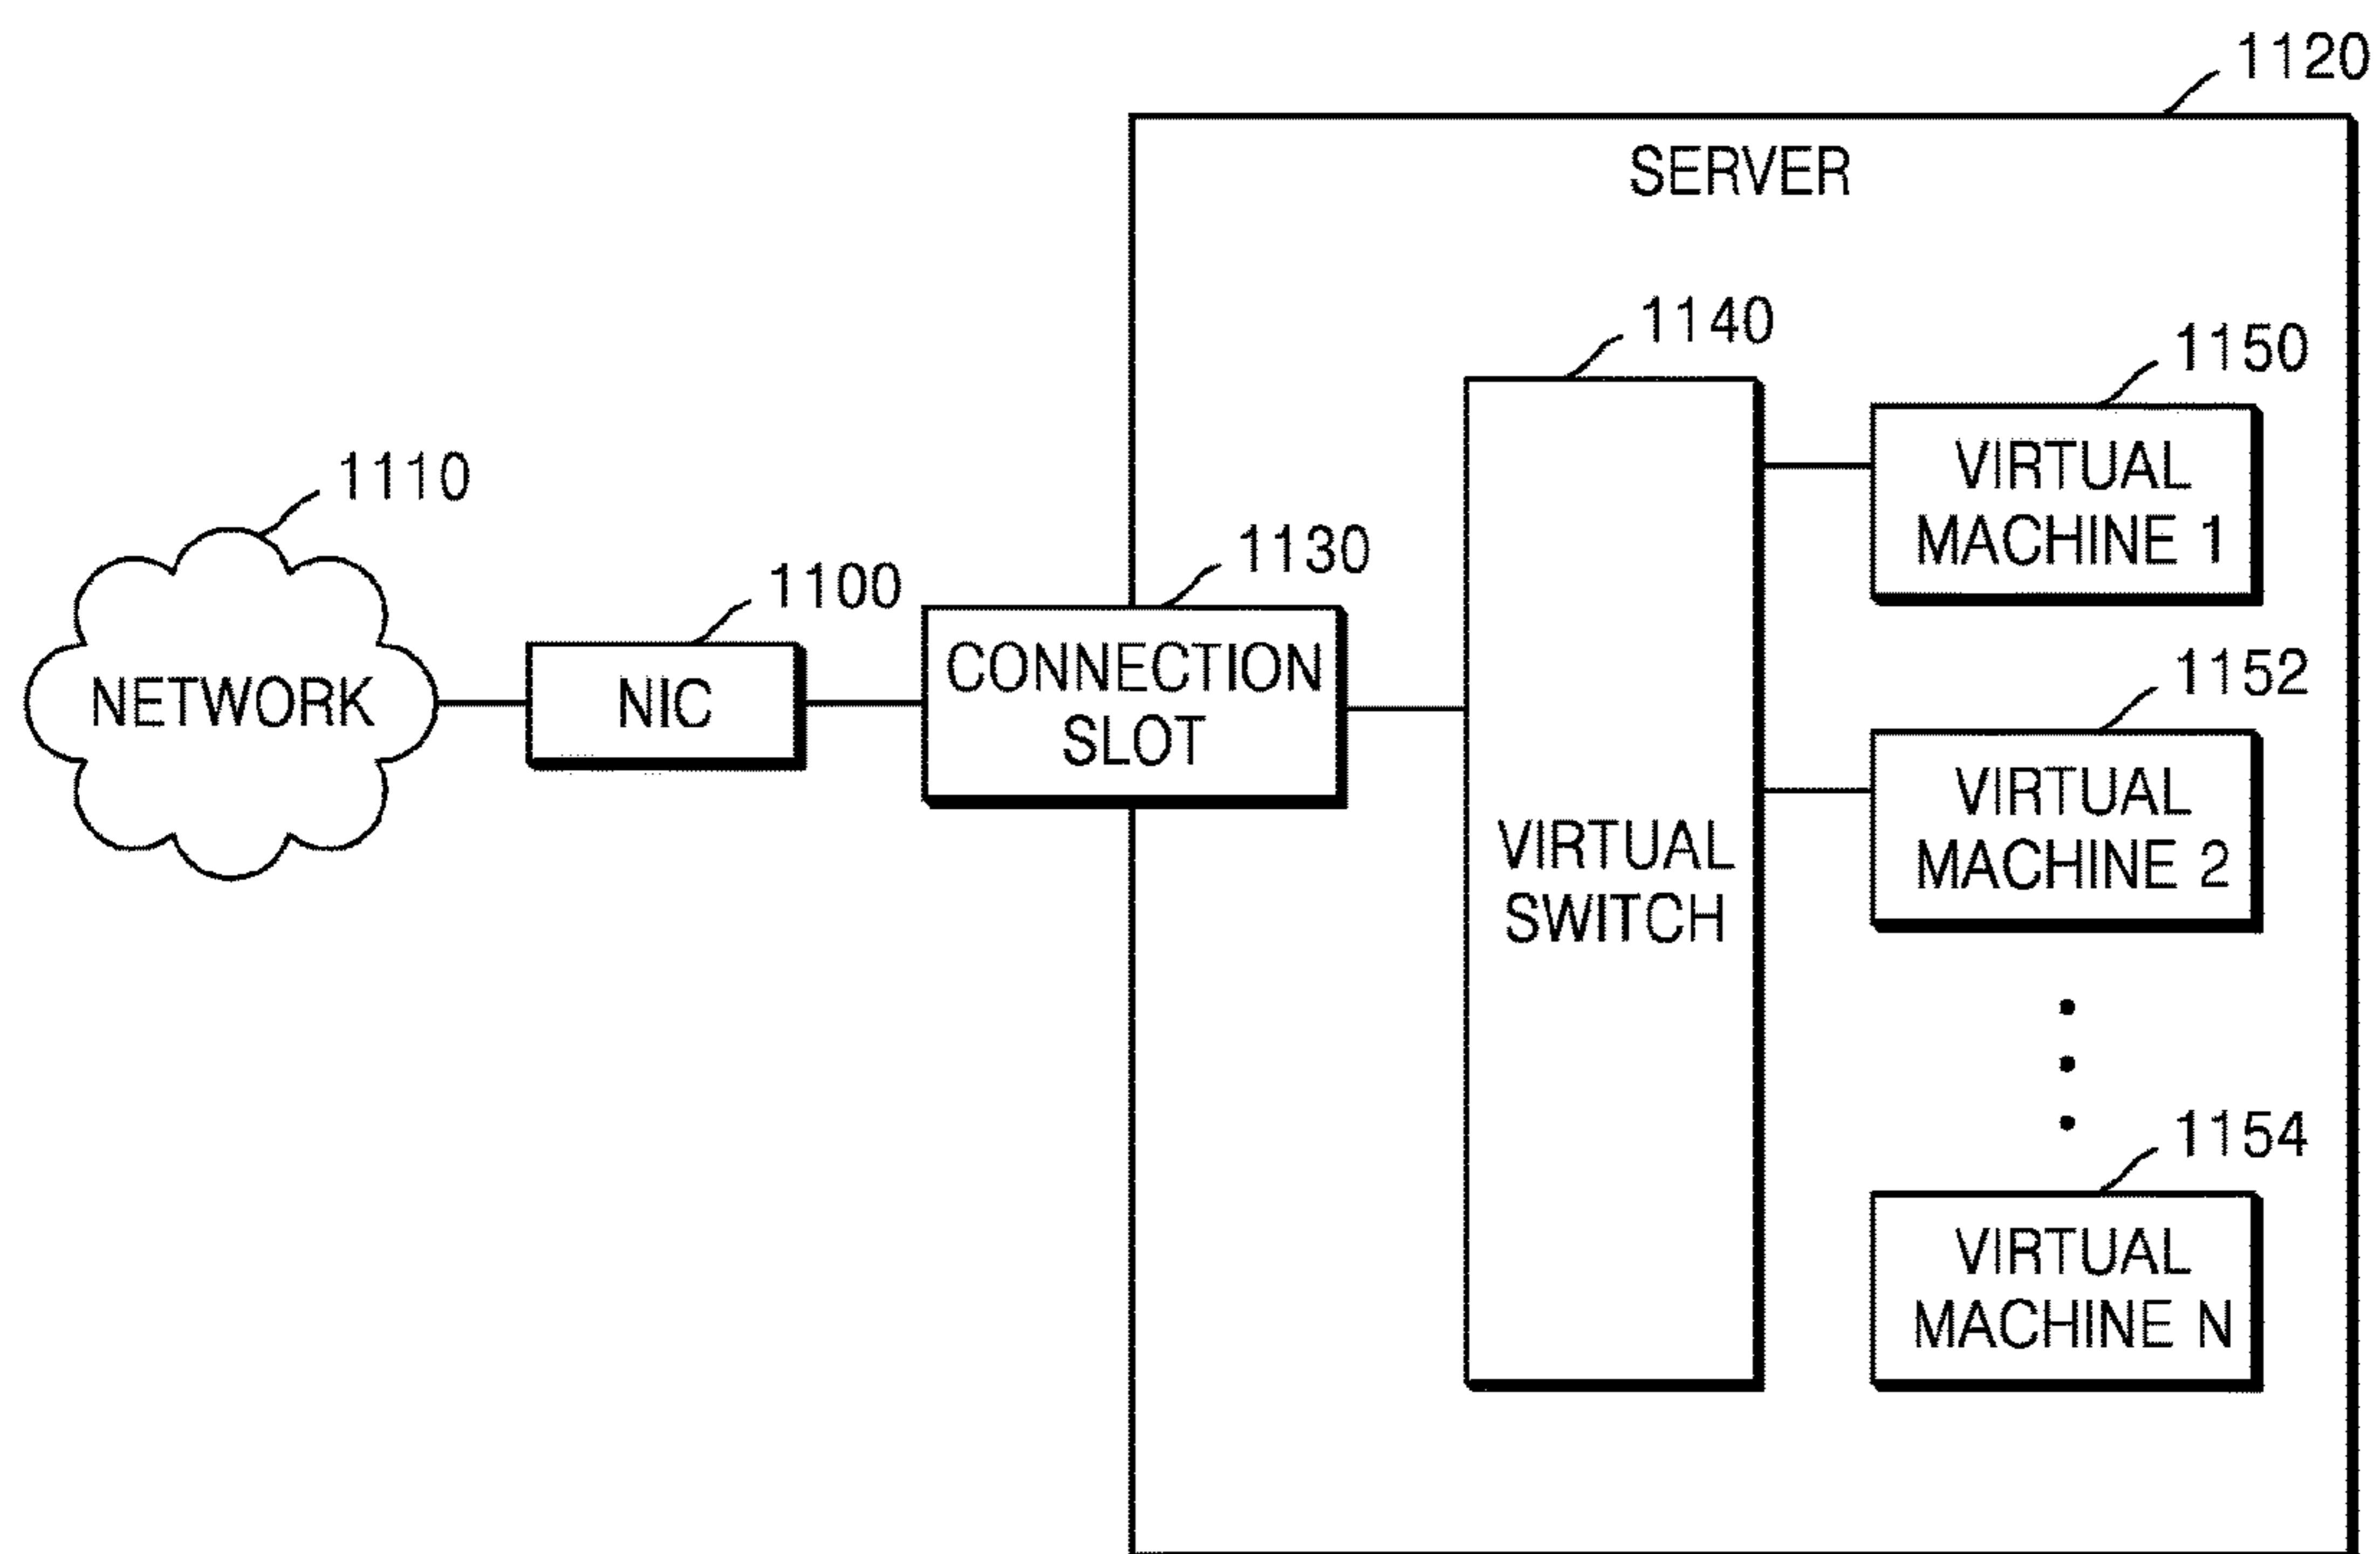 1120
SERVER
1140
1150
VIRTUAL
MACHINE 1
1110
1130
1100
CONNECTION
SLOT
NETWORK
NIC
1152
VIRTUAL
MACHINE 2
VIRTUAL
SWITCH
1154
VIRTUAL
MACHINE N